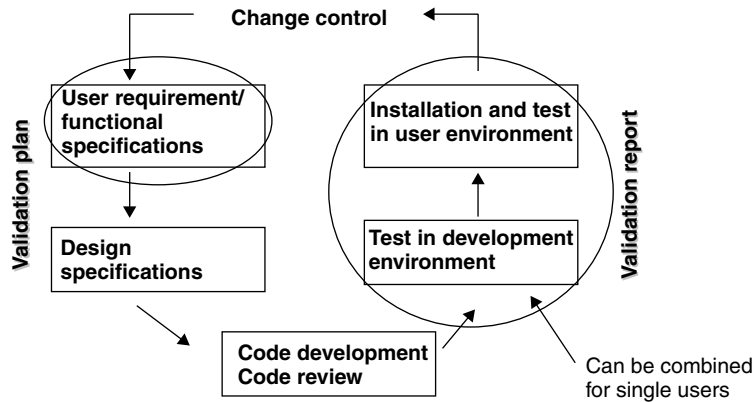 Change control
User requirement/
functional
specifications
Installation and test
in user environment
Validation plan
Validation report
Design
specifications
Test in development
environment
Code development
Code review
Can be combined
for single users